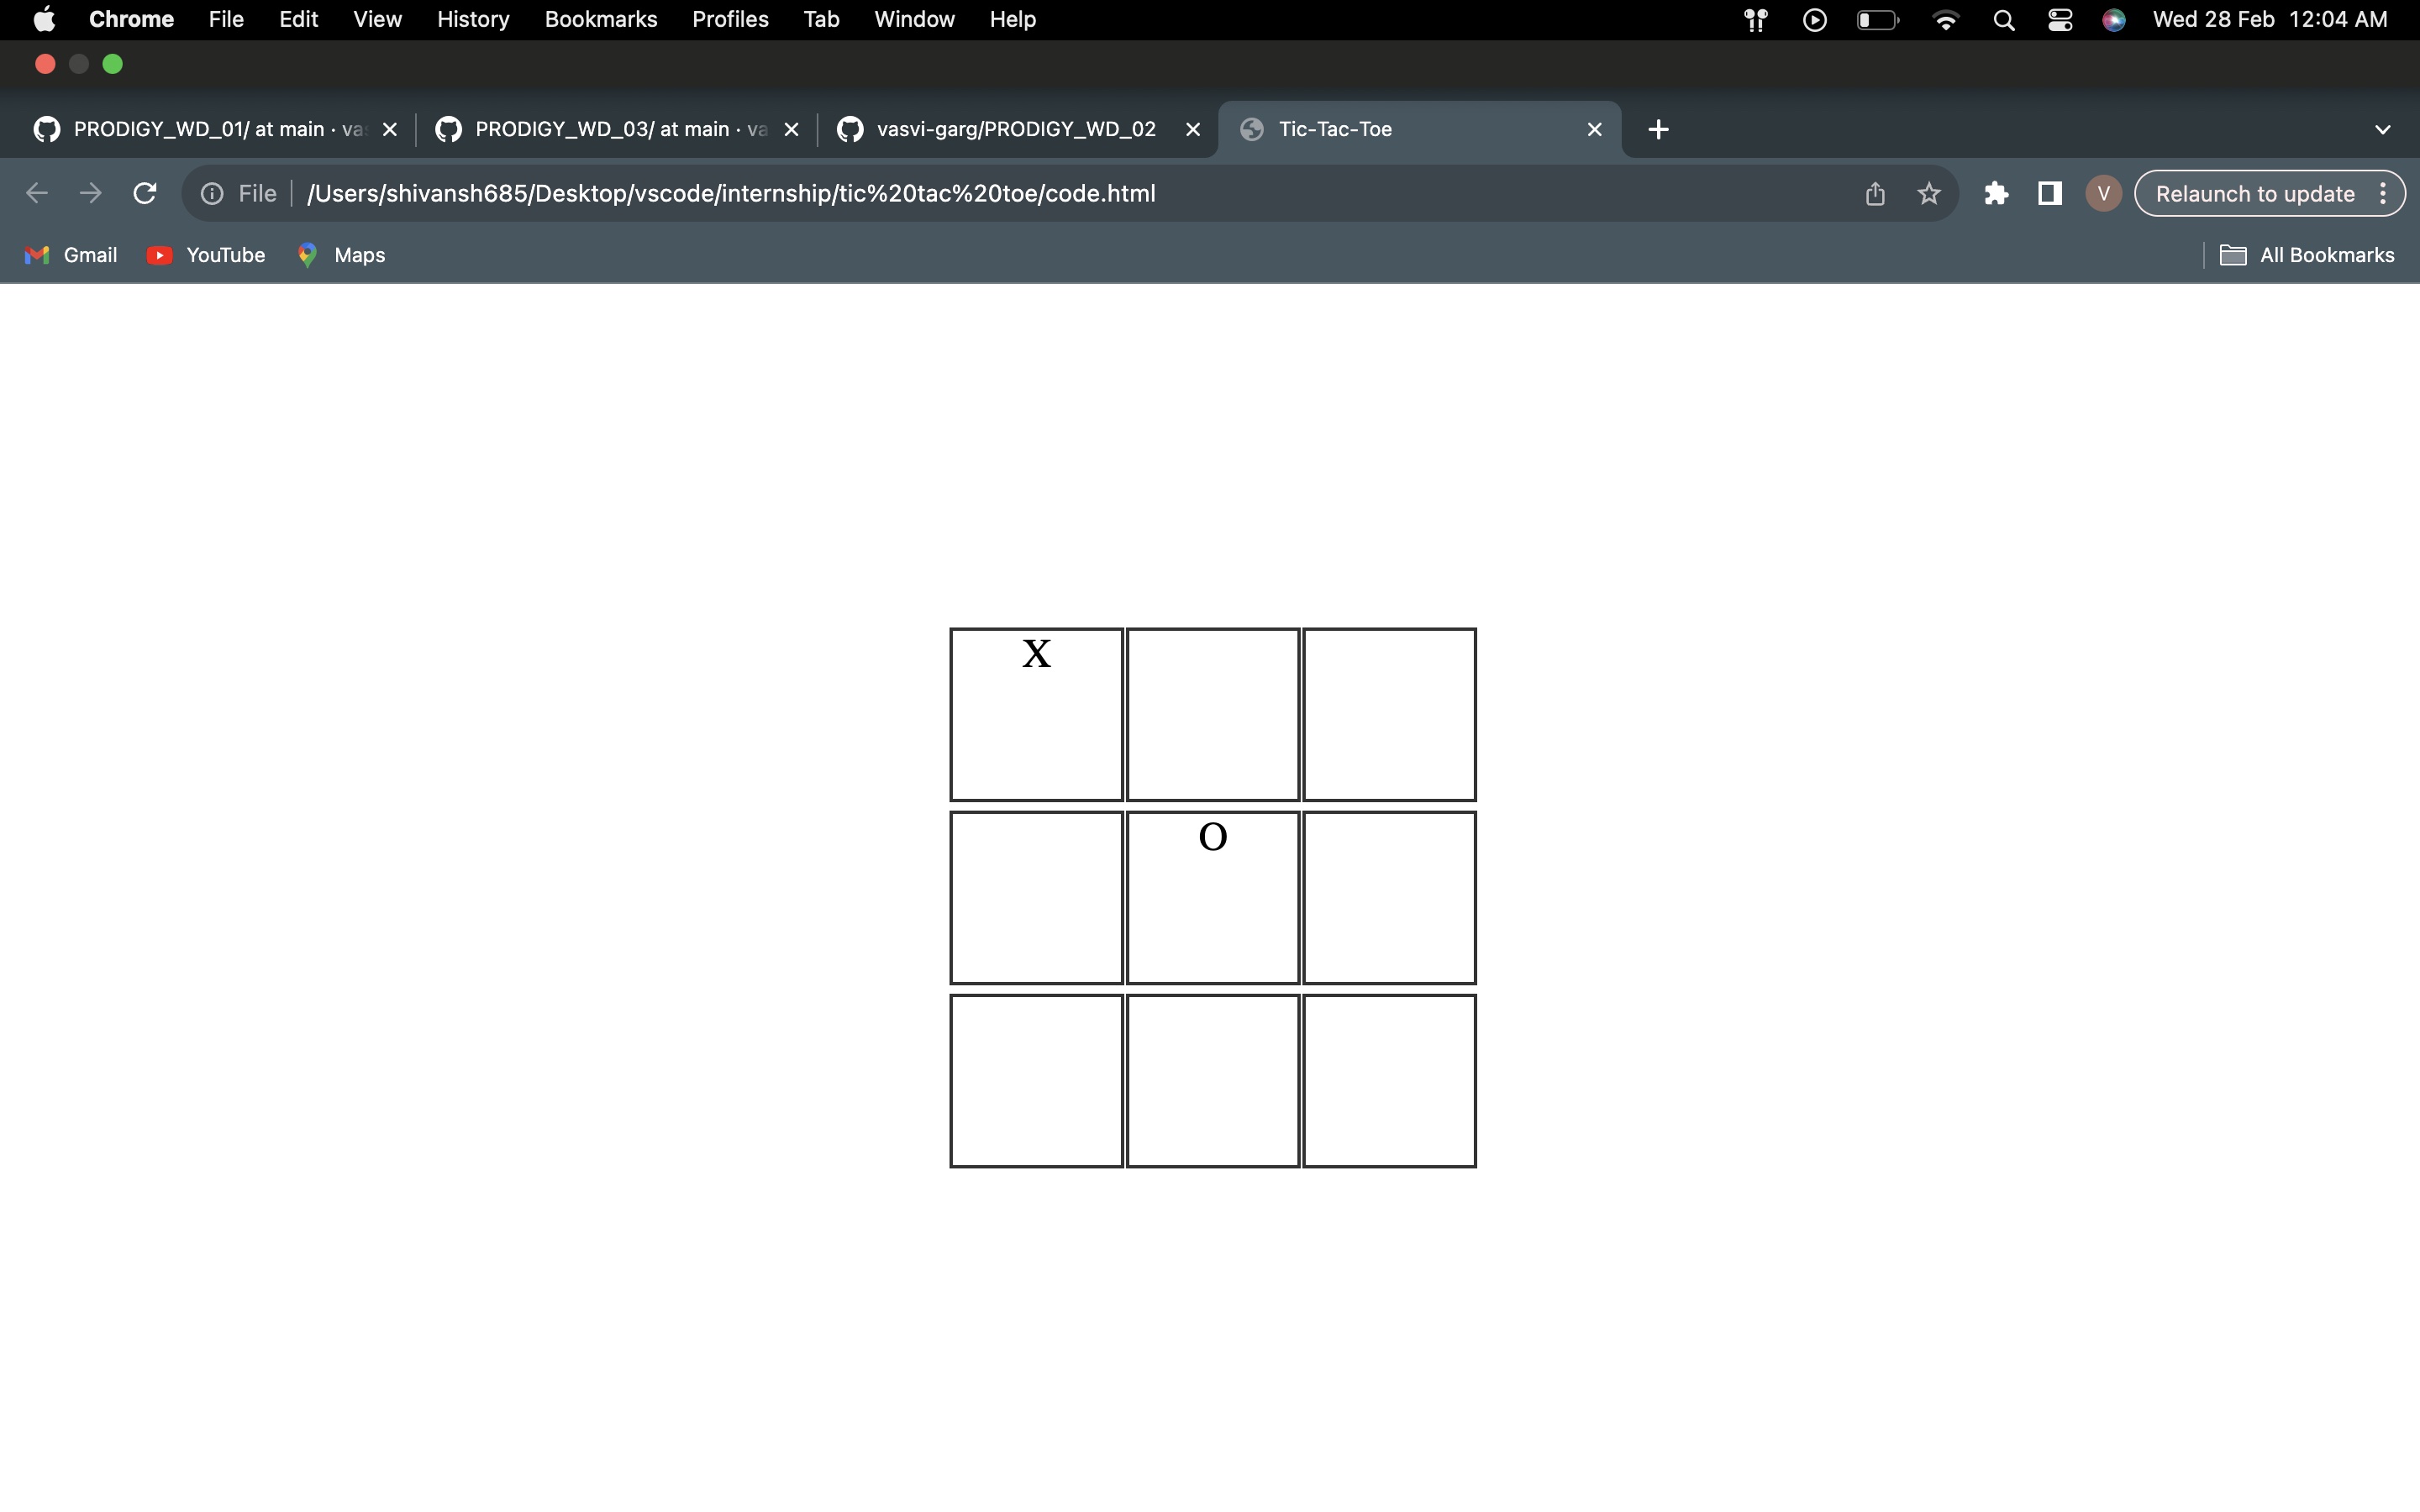 Chrome File Edit View History Bookmarks Profiles Tab Window Help Wed 28 Feb 12:04 AM
PRODIGY_WD_01/ at main · vas PRODIGY_WD_03/ at main · va vasvi-garg/PRODIGY_WD_02 Tic-Tac-Toe
File /Users/shivansh685/Desktop/vscode/internship/tic%20tac%20toe/code.html V Relaunch to update
Gmail YouTube Maps All Bookmarks
X
O